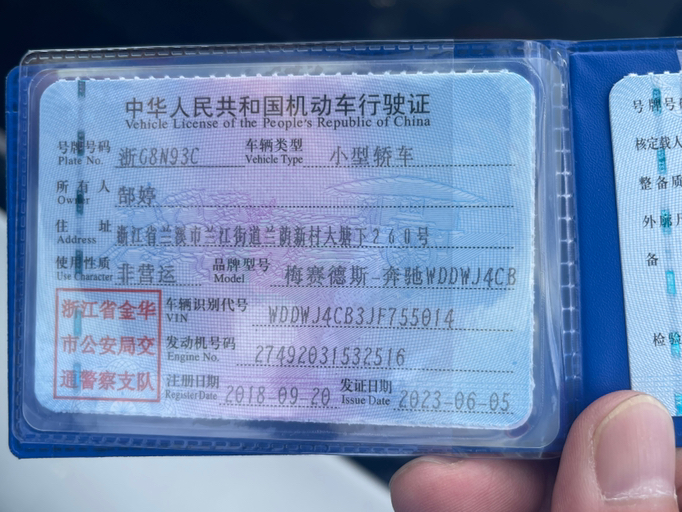 中华人民共和国机动车行驶证
Vehicle License of the People's Republic of China
号牌号码 浙G8N93C 车辆类型 小型轿车
Plate No. Vehicle Type
所有人 郜婷
Owner
住址 浙江省兰溪市兰江街道兰韵新村大塘下260号
Address
使用性质 非营运 品牌型号 梅赛德斯 奔驰WDDWJ4CB
Use Character Model
浙江省金华
市公安局交
通警察支队
车辆识别代号 WDDWJ4CB3JF755014
VIN
发动机号码 27492031532516
Engine No.
注册日期 2018-09-20 发证日期 2023-06-05
Register Date Issue Date
号牌号
核定载人
整备质
外廓尺
备
检验